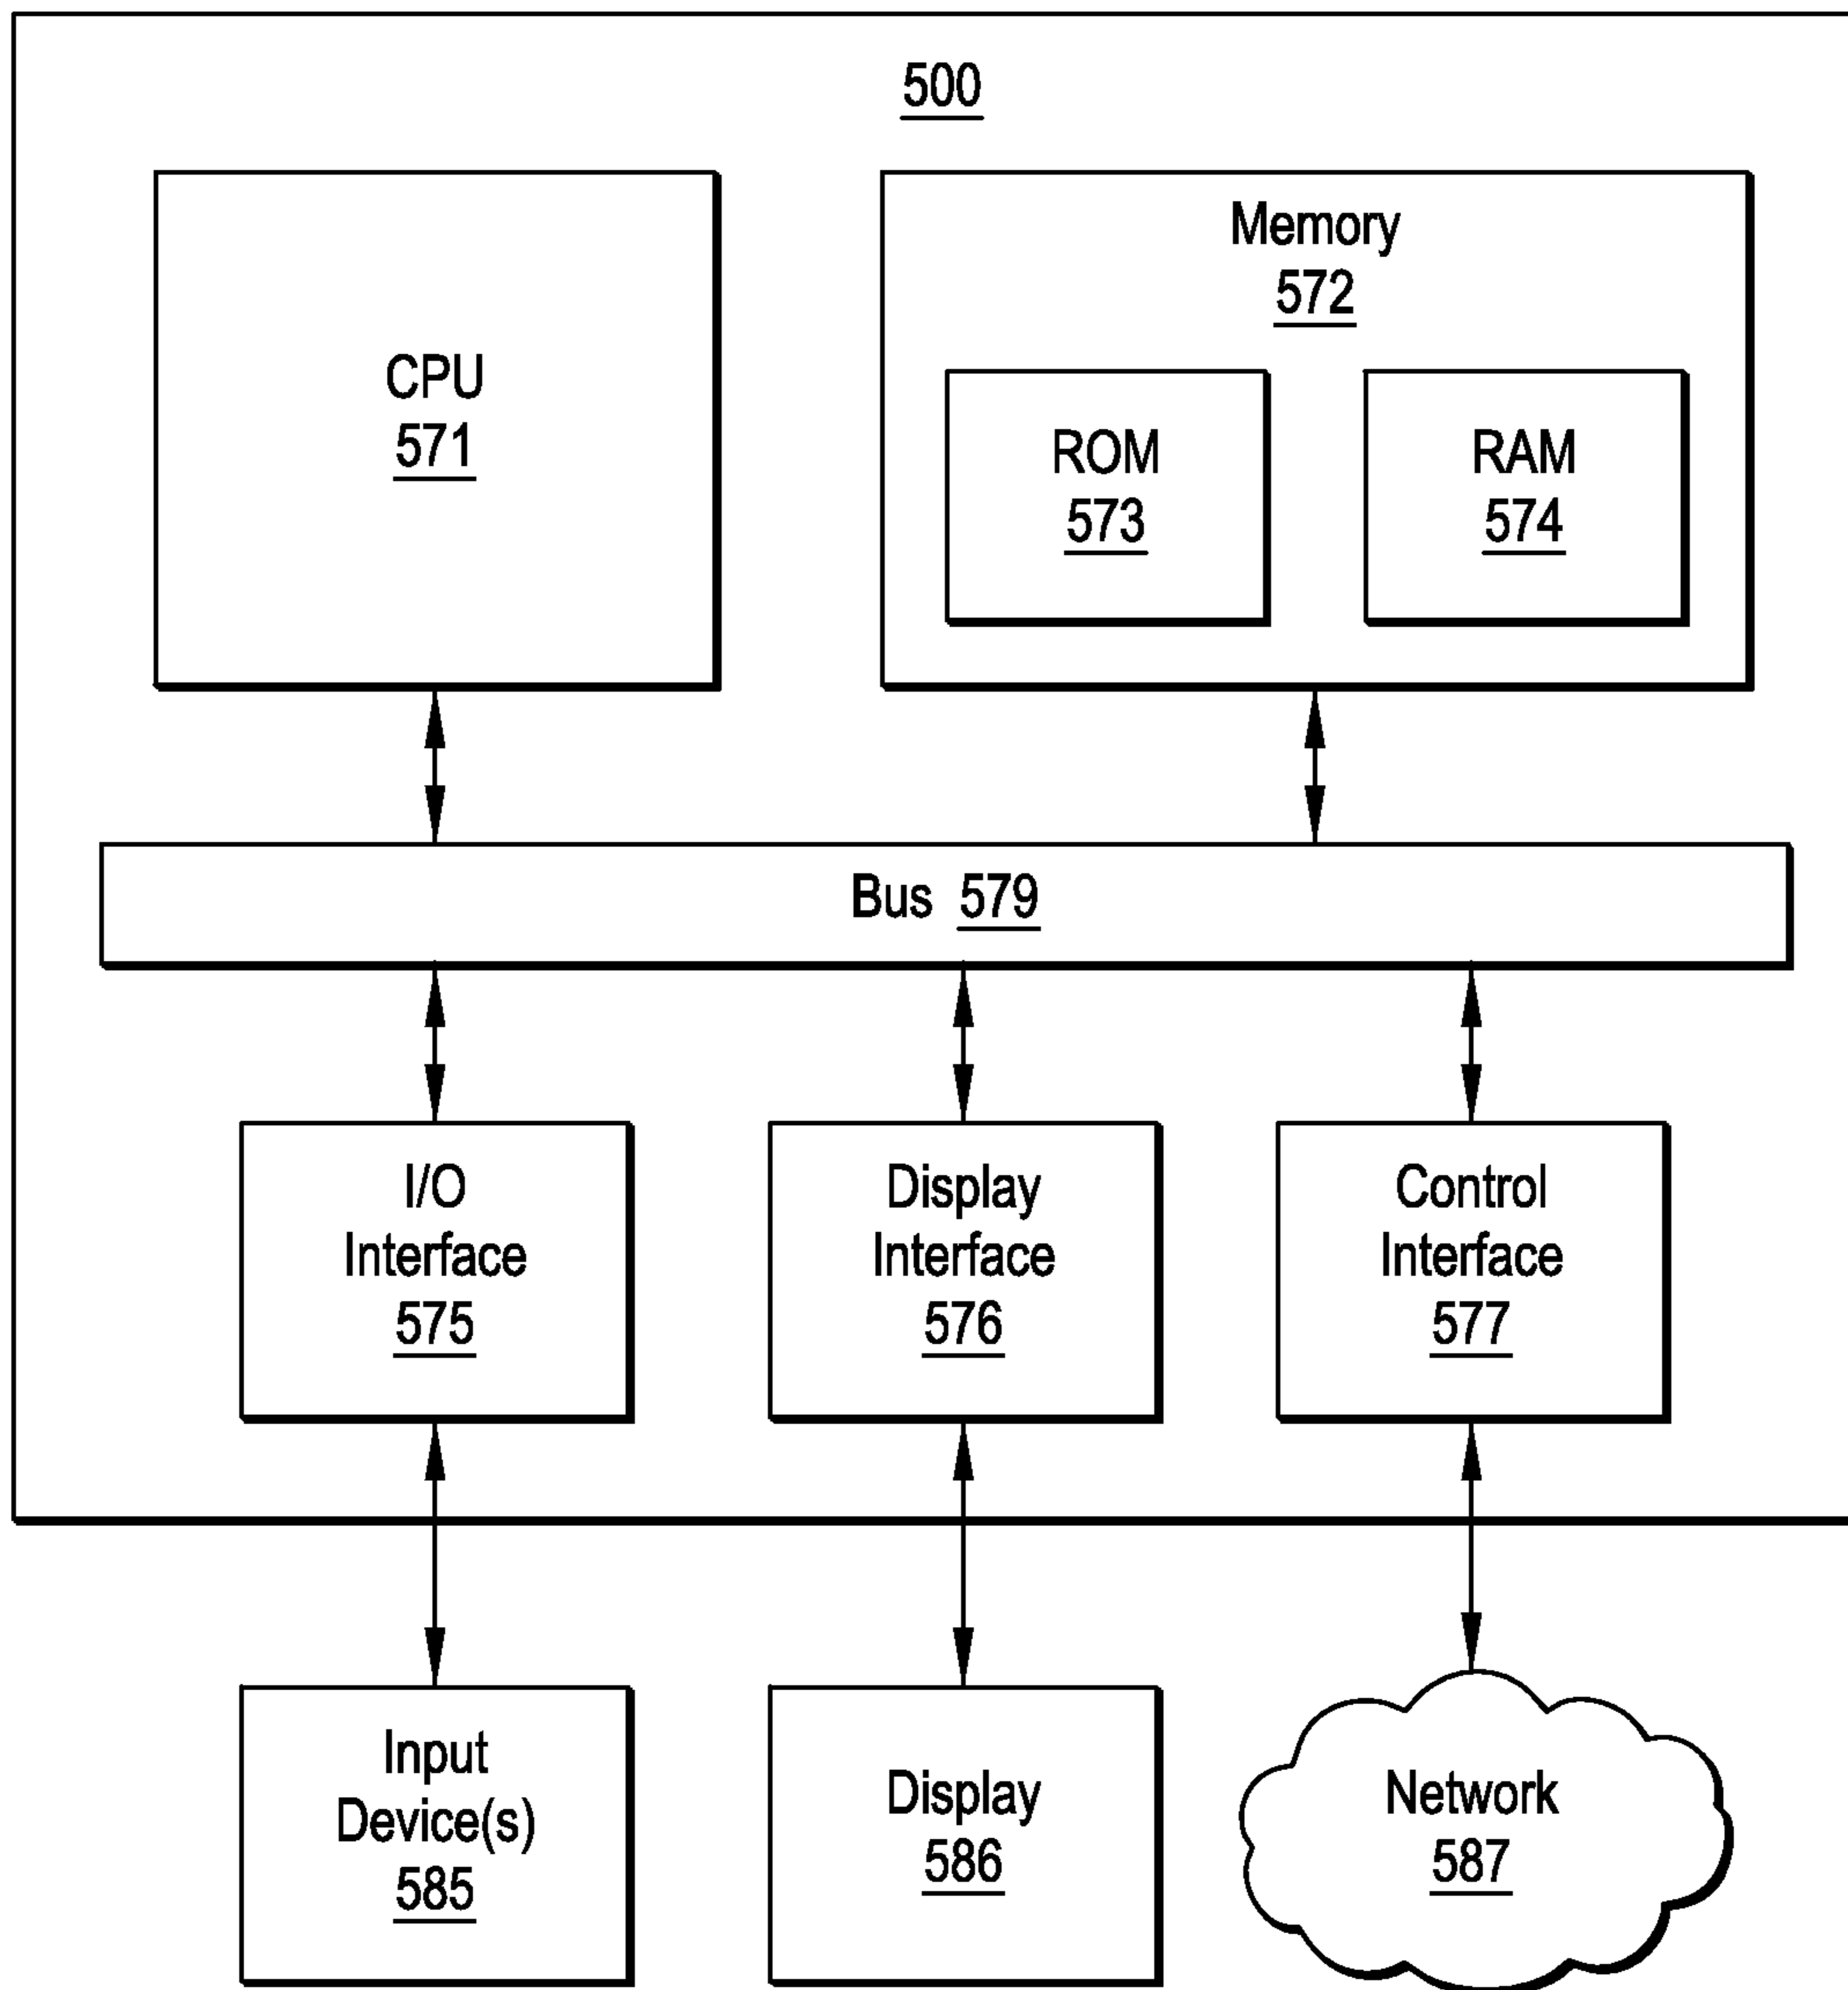 500
CPU
571
Memory
572
ROM
573
RAM
574
Bus 579
I/O
Interface
575
Display
Interface
576
Control
Interface
577
Input
Device(s)
585
Display
586
Network
587